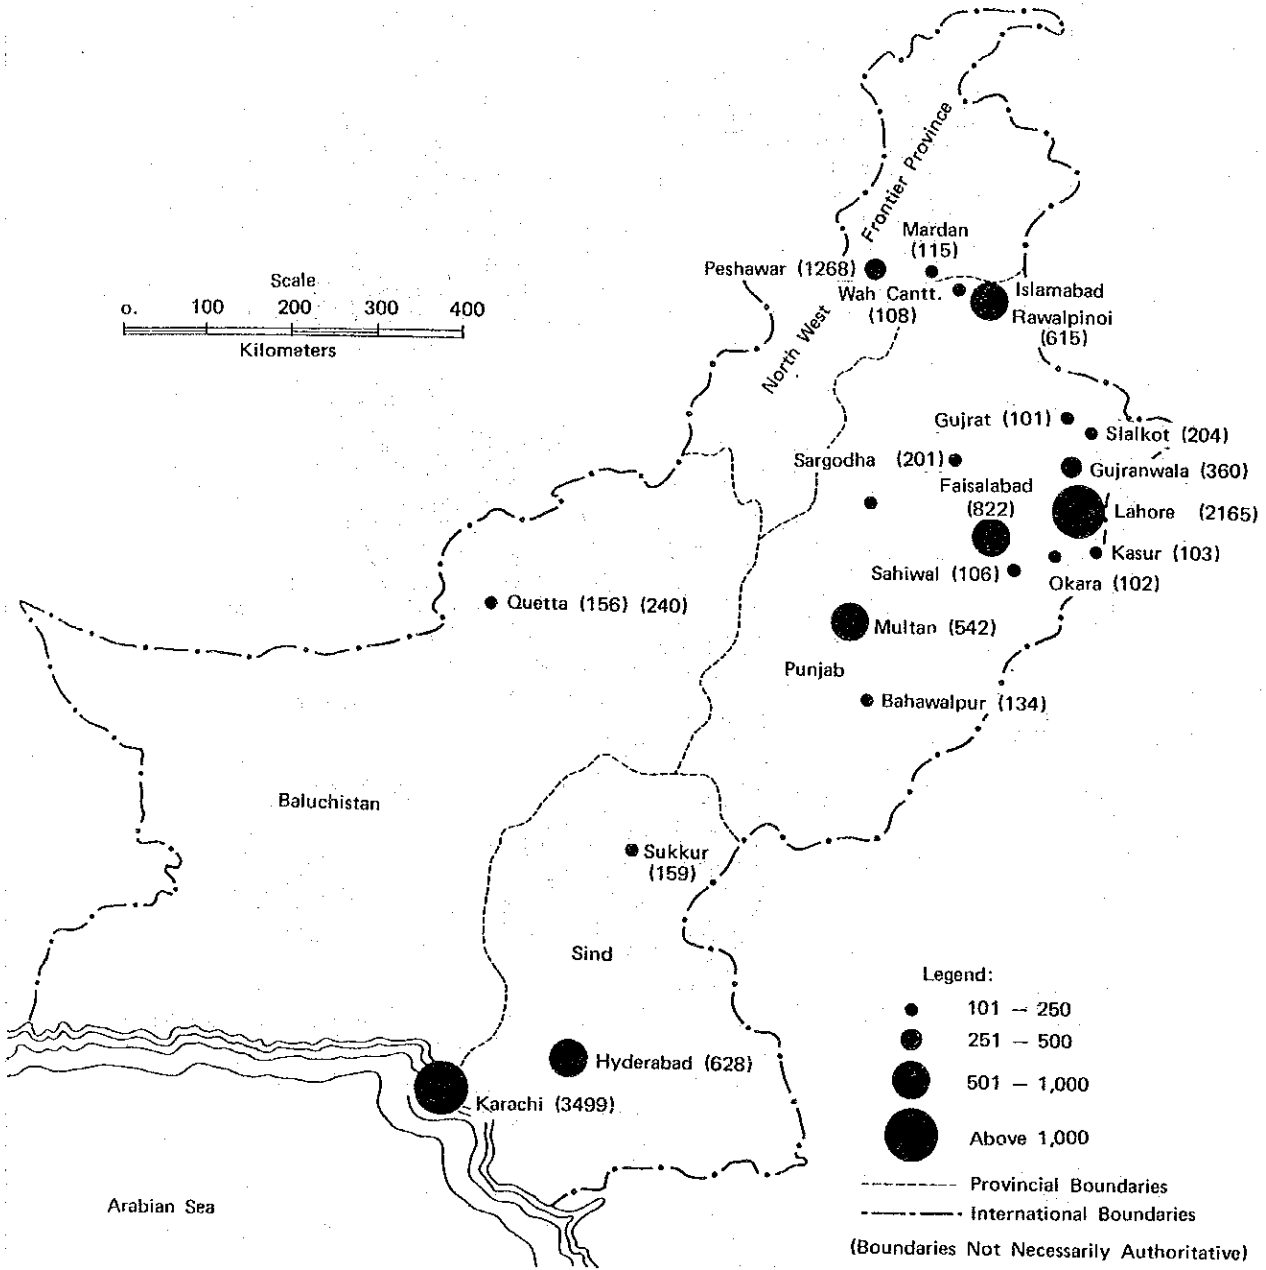 Frontier Province
Mardan
(115)
Peshawar (1268)
Wah Cantt.
(108)
Islamabad
Rawalpinoi
(615)
North West
Scale
0. 100 200 300 400
Kilometers
Gujrat (101)
Slalkot (204)
Sargodha (201)
Gujranwala (360)
Faisalabad
(822)
Lahore (2165)
Kasur (103)
Sahiwal (106)
Okara (102)
Quetta (156) (240)
Multan (542)
Punjab
Bahawalpur (134)
Baluchistan
Sukkur
(159)
Sind
Hyderabad (628)
Karachi (3499)
Arabian Sea
Legend:
101 — 250
251 — 500
501 — 1,000
Above 1,000
Provincial Boundaries
International Boundaries
(Boundaries Not Necessarily Authoritative)